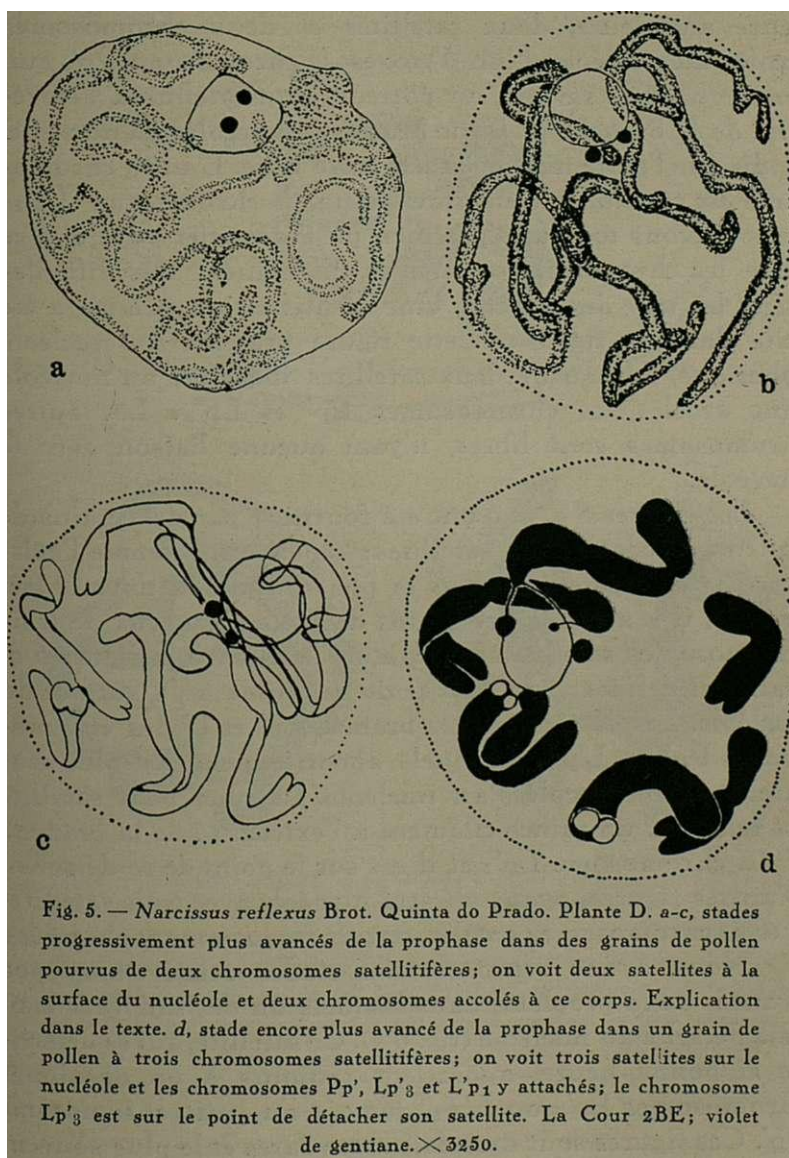 a
b
c
d
Fig. 5. — Narcissus reflexus Brot. Quinta do Prado. Plante D. a-c, stades
progressivement plus avancés de la prophase dans des grains de pollen
pourvus de deux chromosomes satellitifères; on voit deux satellites à la
surface du nucléole et deux chromosomes accolés à ce corps. Explication
dans le texte. d, stade encore plus avancé de la prophase dans un grain de
pollen à trois chromosomes satellitifères; on voit trois satellites sur le
nucléole et les chromosomes Pp', Lp'₃ et L'p₁ y attachés; le chromosome
Lp'₃ est sur le point de détacher son satellite. La Cour 2BE; violet
de gentiane. × 3250.